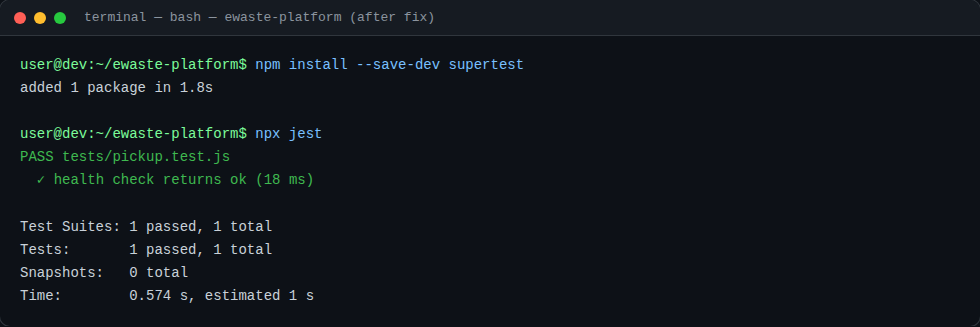 terminal — bash — ewaste-platform (after fix)
user@dev:~/ewaste-platform$ npm install --save-dev supertest
added 1 package in 1.8s
user@dev:~/ewaste-platform$ npx jest
PASS tests/pickup.test.js
✓ health check returns ok (18 ms)
Test Suites: 1 passed, 1 total
Tests:       1 passed, 1 total
Snapshots:   0 total
Time:        0.574 s, estimated 1 s